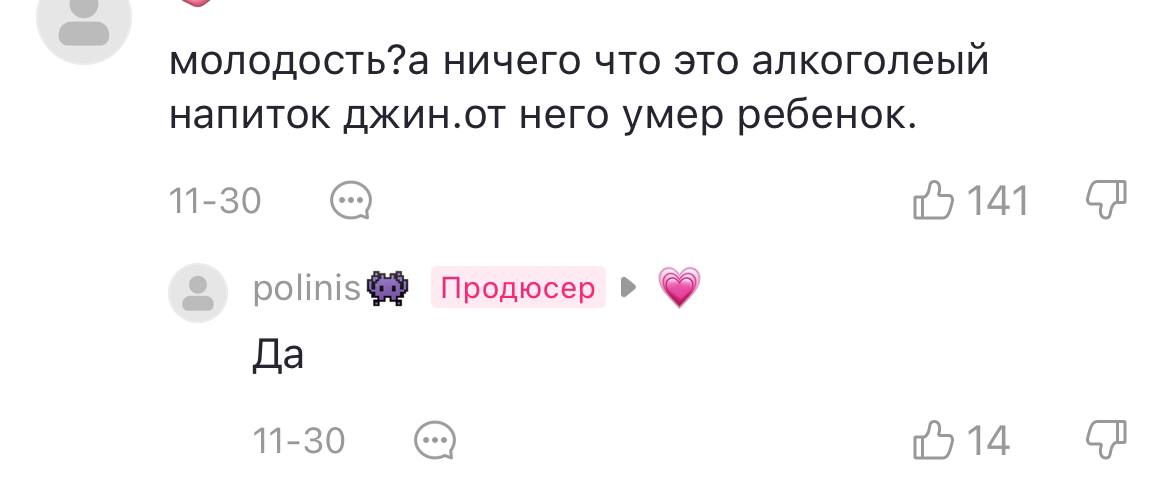 молодость?а ничего что это алкоголеый
напиток джин.от него умер ребенок.
11-30 141
polinis👾 Продюсер ▶ 💗
Да
11-30 14